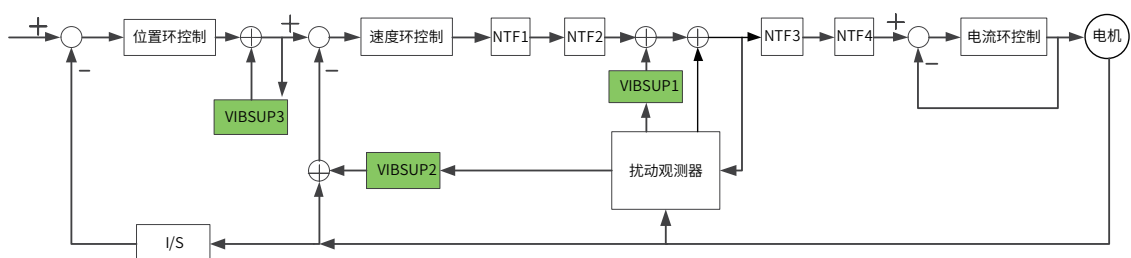 位置环控制
速度环控制
NTF1
NTF2
NTF3
NTF4
电流环控制
电机
VIBSUP3
VIBSUP1
VIBSUP2
扰动观测器
I/S